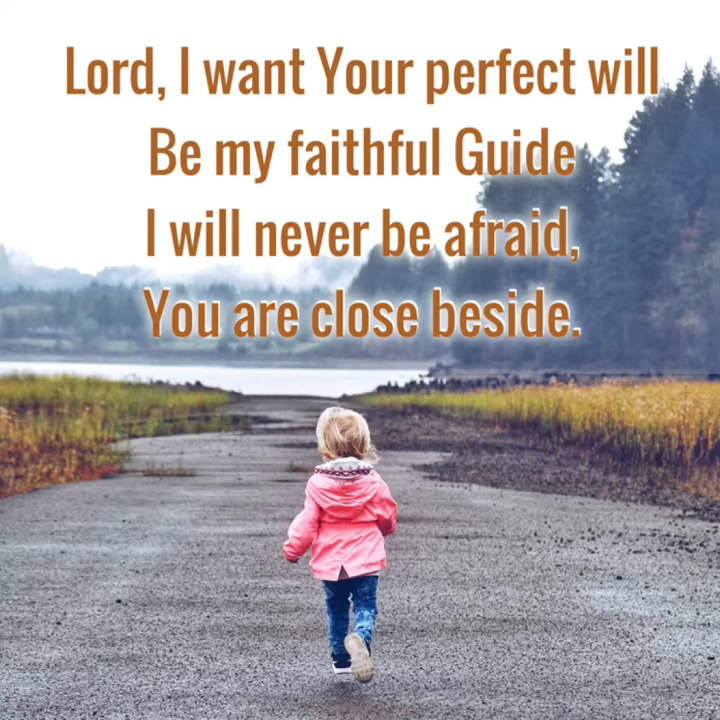 Lord, I want Your perfect will
Be my faithful Guide
I will never be afraid,
You are close beside.